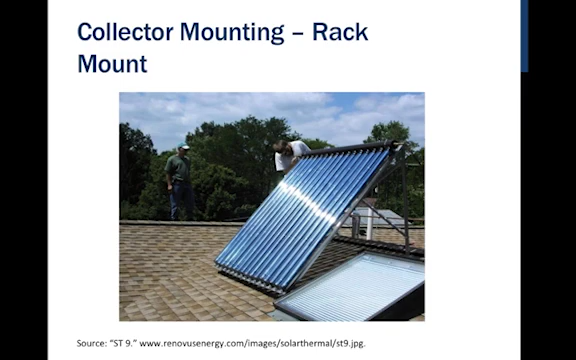 Collector Mounting – Rack
Mount
Source: “ST 9.” www.renovusenergy.com/images/solarthermal/st9.jpg.